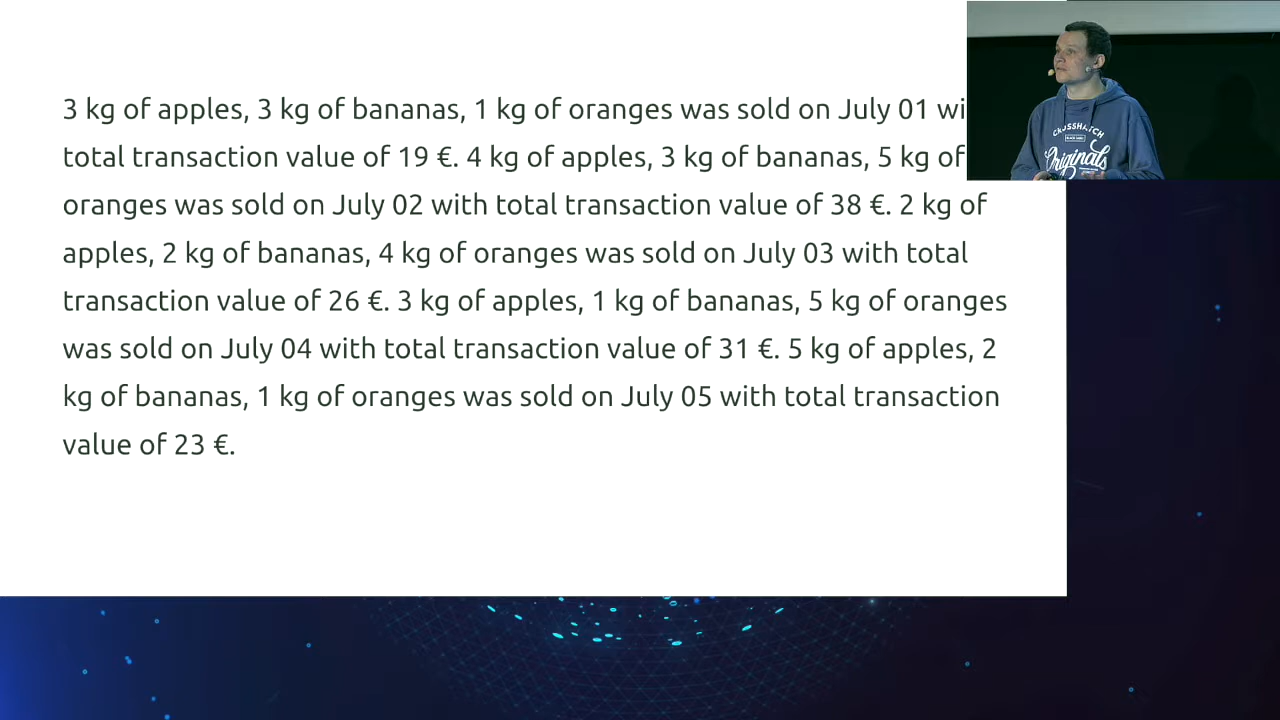 3 kg of apples, 3 kg of bananas, 1 kg of oranges was sold on July 01
total transaction value of 19 €. 4 kg of apples, 3 kg of bananas, 5 kg of
oranges was sold on July 02 with total transaction value of 38 €. 2 kg of
apples, 2 kg of bananas, 4 kg of oranges was sold on July 03 with total
transaction value of 26 €. 3 kg of apples, 1 kg of bananas, 5 kg of oranges
was sold on July 04 with total transaction value of 31 €. 5 kg of apples, 2
kg of bananas, 1 kg of oranges was sold on July 05 with total transaction
value of 23 €.
CROSSHATCH
Originals